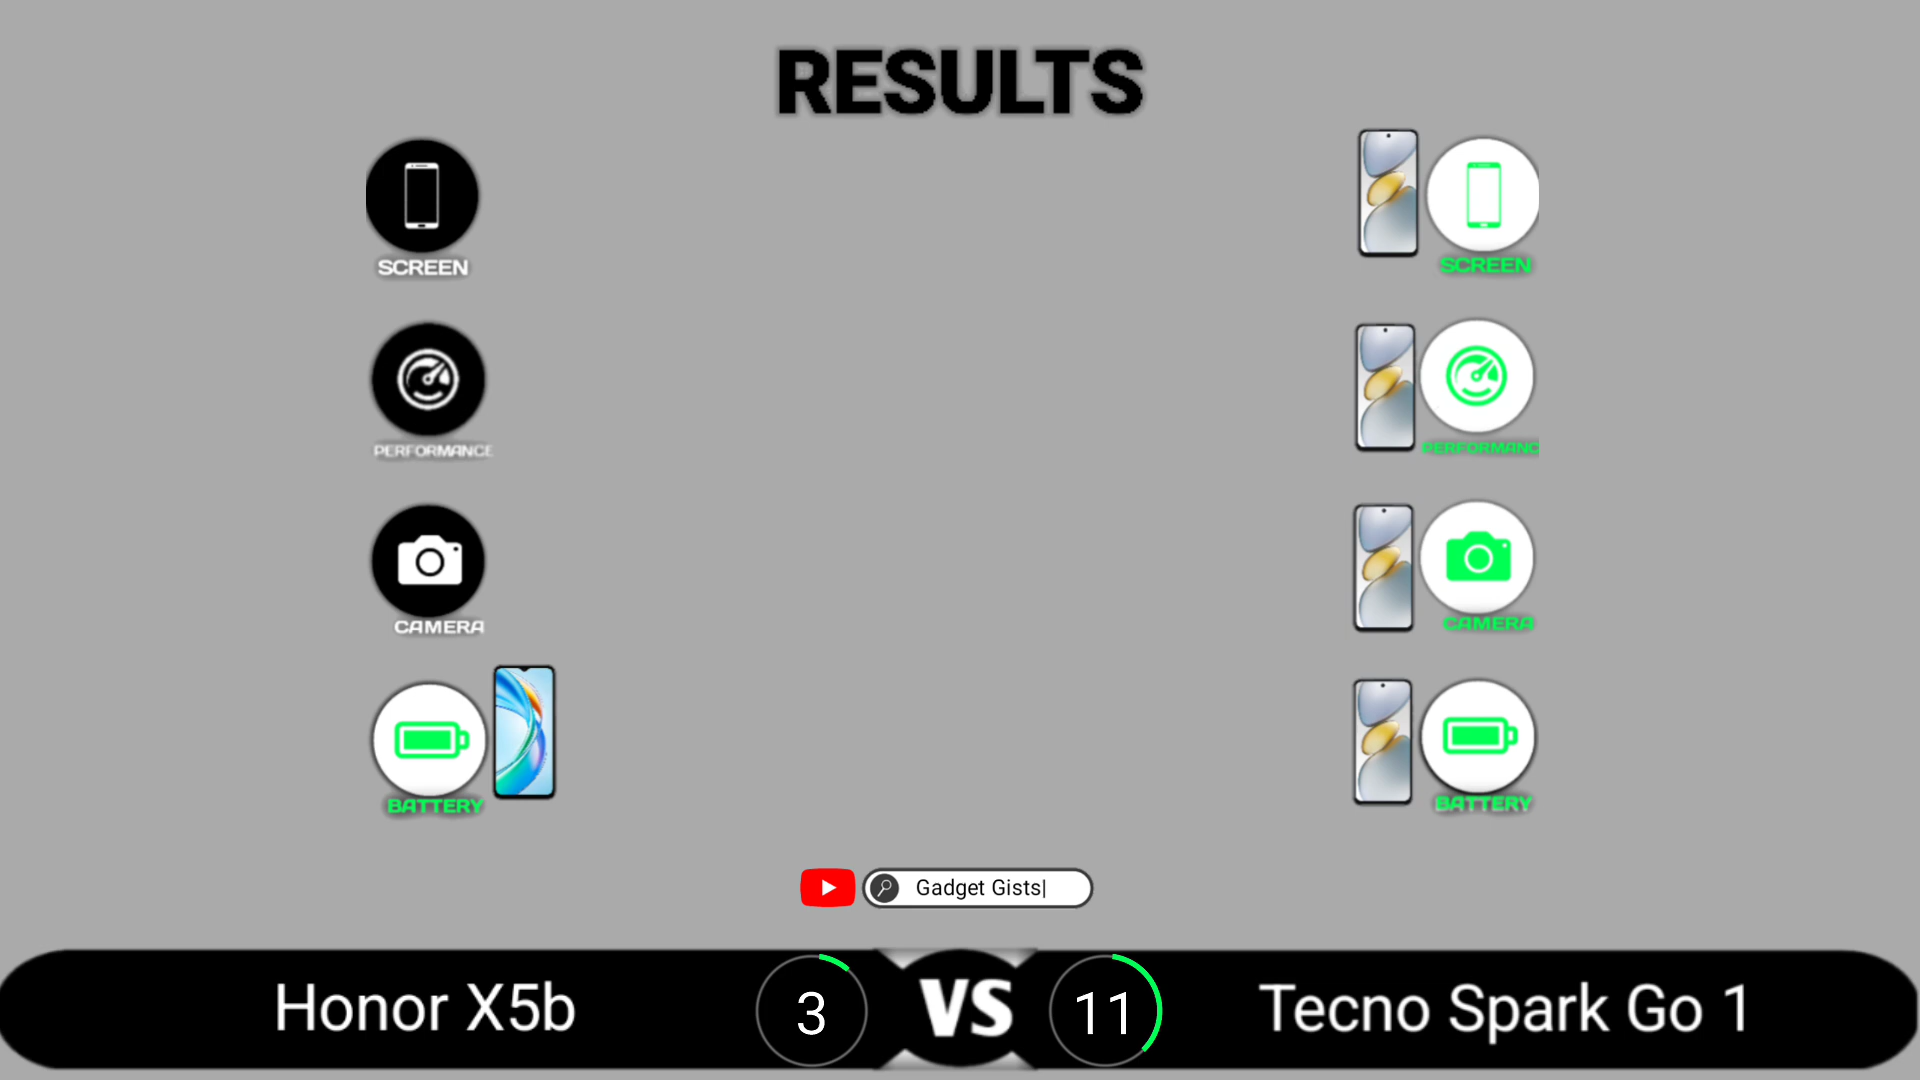 RESULTS
SCREEN
SCREEN
PERFORMANCE
PERFORMANC
CAMERA
CAMERA
BATTERY
BATTERY
Gadget Gists|
Honor X5b
3
VS
11
Tecno Spark Go 1